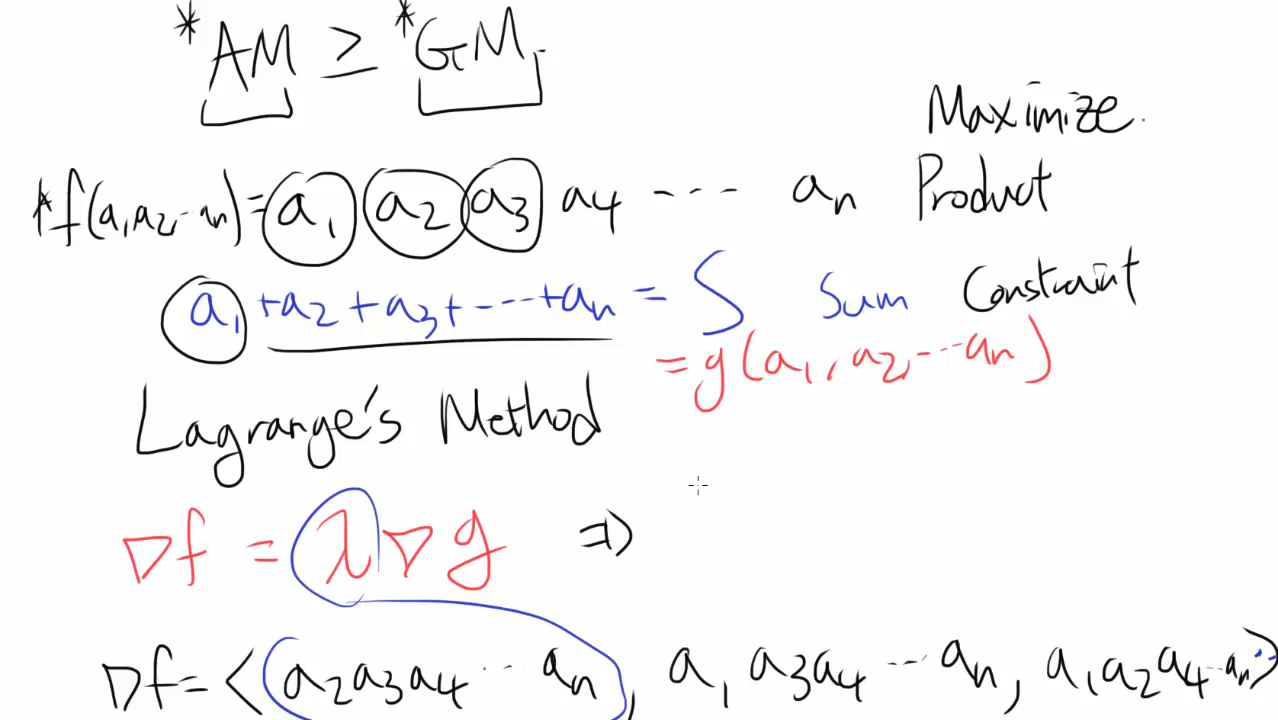 *AM ≥ *GM.
Maximize.
*f(a₁,a₂,··aₙ)= a₁ a₂ a₃ a₄ --- aₙ Product
a₁ +a₂+a₃+-···+aₙ = S Sum Constraint
= g(a₁,a₂,--··aₙ)
Lagrange's Method
∇f = λ∇g ⇒
∇f = <a₂a₃a₄ ···· aₙ, a₁ a₃a₄ ··- aₙ, a₁a₂a₄ -··aₙ>